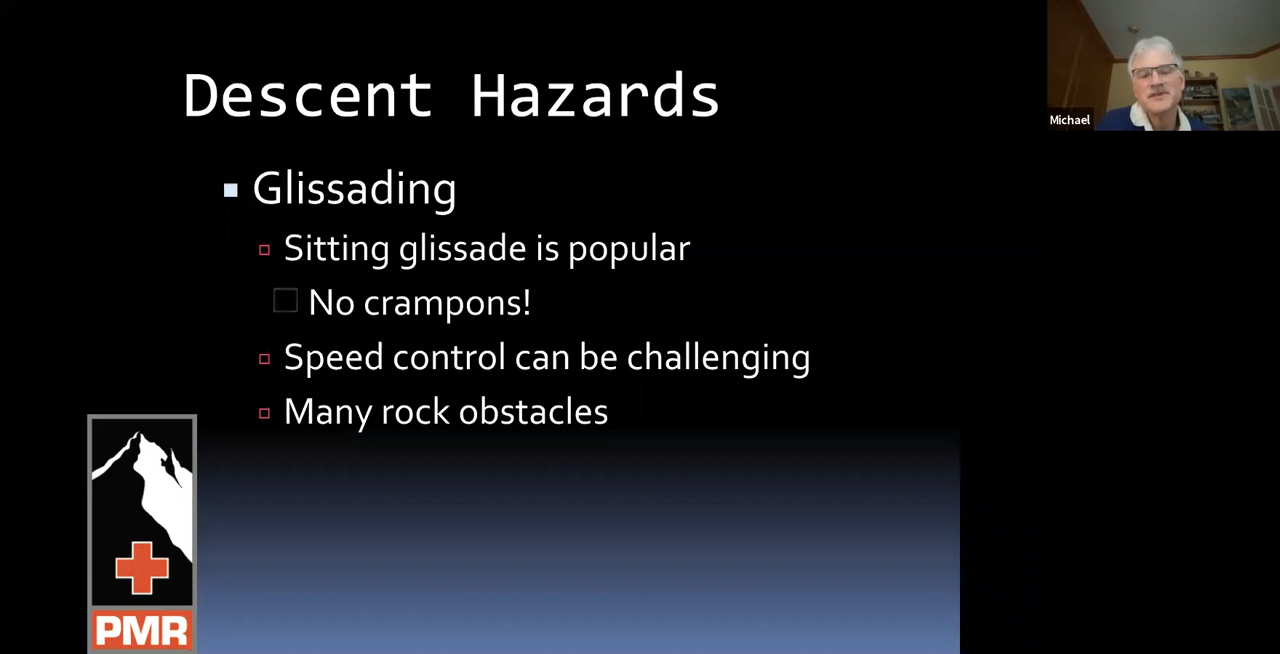 Descent Hazards
Michael
Glissading
Sitting glissade is popular
No crampons!
Speed control can be challenging
Many rock obstacles
PMR